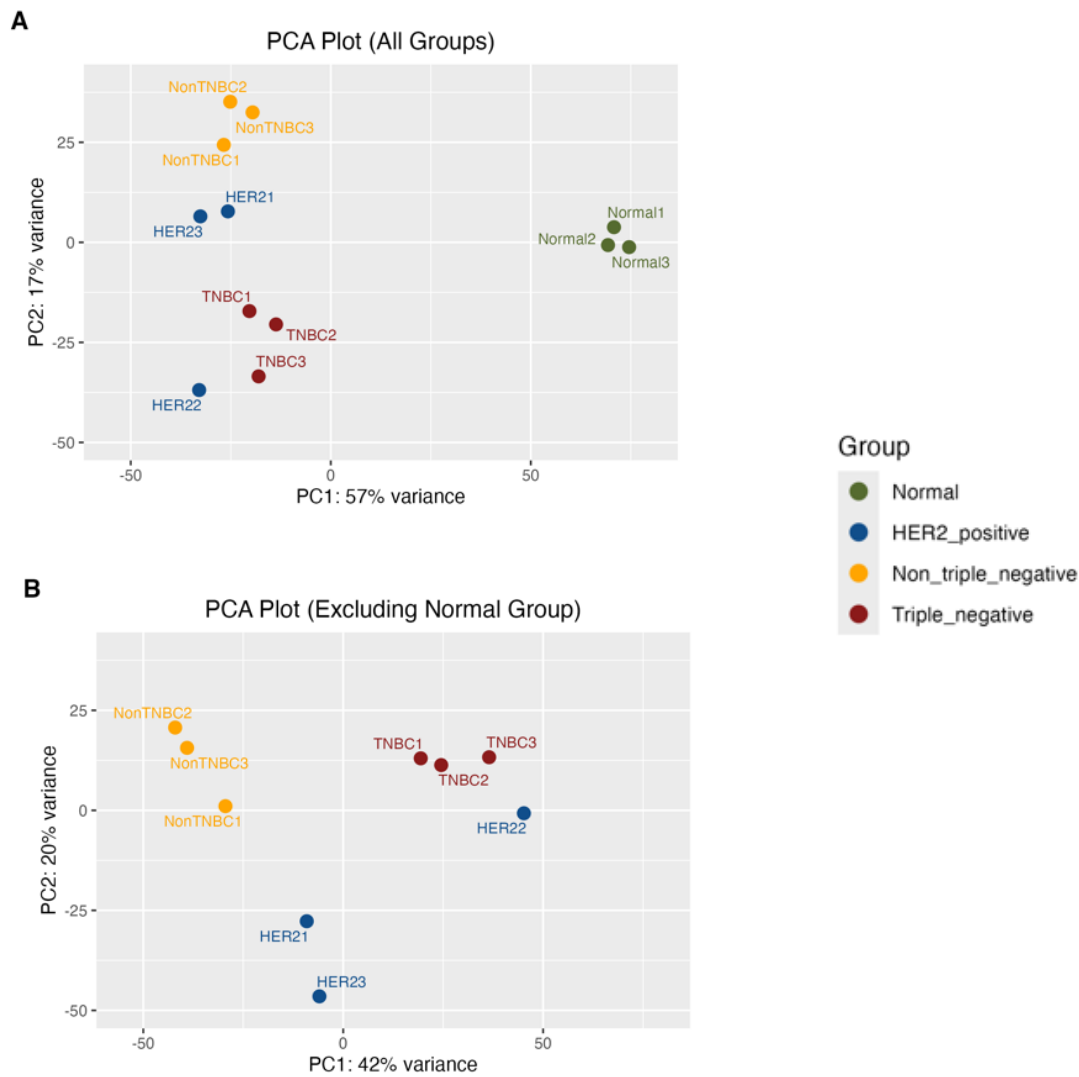 A
PCA Plot (All Groups)
NonTNBC2
NonTNBC3
NonTNBC1
HER21
HER23
Normal1
Normal2
Normal3
TNBC1
TNBC2
TNBC3
HER22
25
0
-25
-50
PC2: 17% variance
-50
0
50
PC1: 57% variance
Group
Normal
HER2_positive
Non_triple_negative
Triple_negative
B
PCA Plot (Excluding Normal Group)
NonTNBC2
NonTNBC3
NonTNBC1
TNBC1
TNBC3
TNBC2
HER22
HER21
HER23
25
0
-25
-50
PC2: 20% variance
-50
0
50
PC1: 42% variance